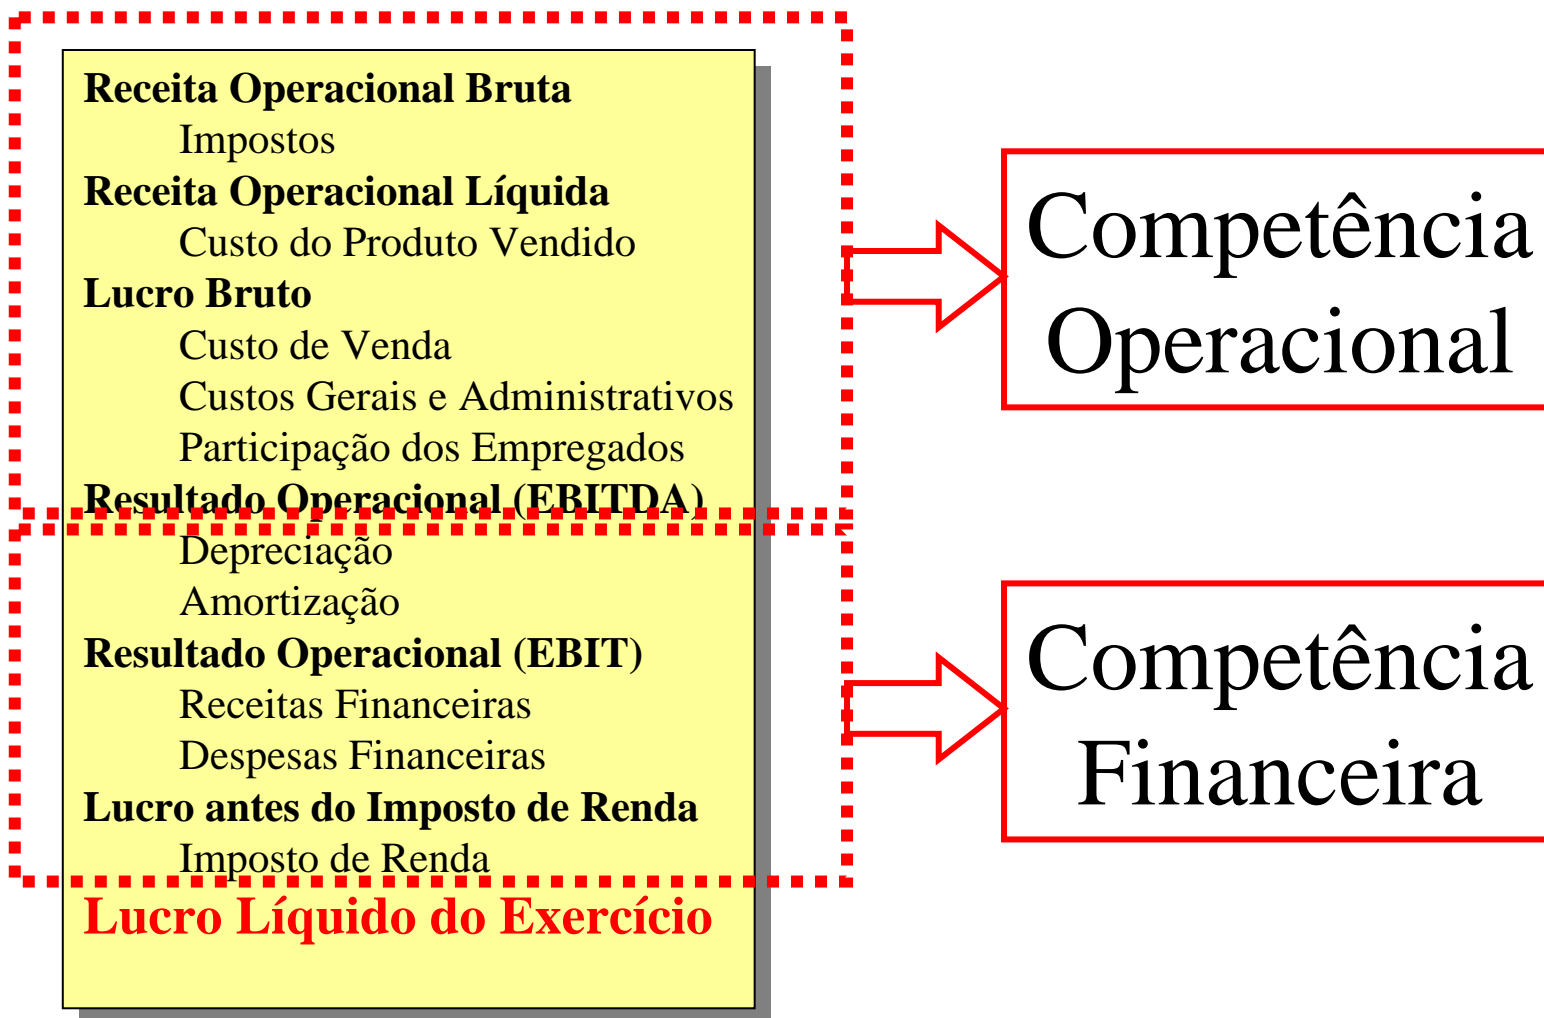 Receita Operacional Bruta
Impostos
Receita Operacional Líquida
Custo do Produto Vendido
Lucro Bruto
Custo de Venda
Custos Gerais e Administrativos
Participação dos Empregados
Resultado Operacional (EBITDA)
Depreciação
Amortização
Resultado Operacional (EBIT)
Receitas Financeiras
Despesas Financeiras
Lucro antes do Imposto de Renda
Imposto de Renda
Lucro Líquido do Exercício
Competência
Operacional
Competência
Financeira